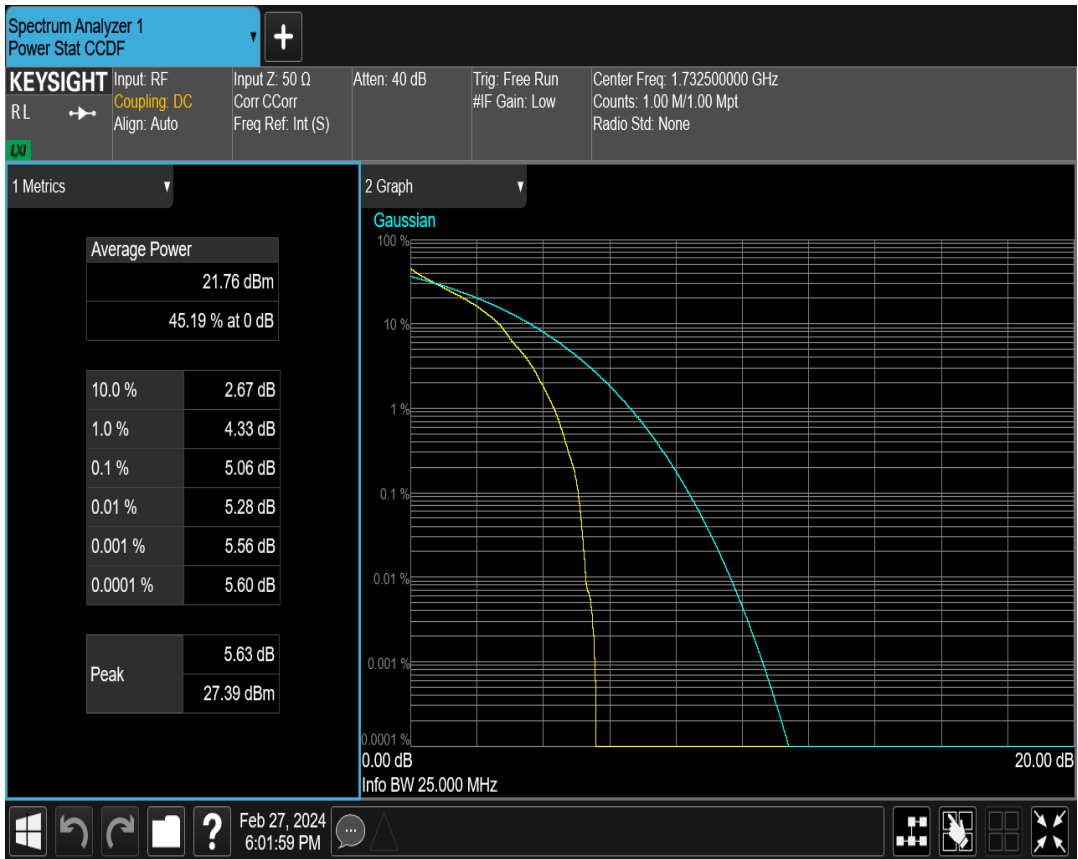 Spectrum Analyzer 1
Power Stat CCDF
+
KEYSIGHT
RL
LXI
Input: RF
Coupling: DC
Align: Auto
Input Z: 50 Ω
Corr CCorr
Freq Ref: Int (S)
Atten: 40 dB
Trig: Free Run
#IF Gain: Low
Center Freq: 1.732500000 GHz
Counts: 1.00 M/1.00 Mpt
Radio Std: None
1 Metrics
Average Power
21.76 dBm
45.19 % at 0 dB
10.0 % 2.67 dB
1.0 % 4.33 dB
0.1 % 5.06 dB
0.01 % 5.28 dB
0.001 % 5.56 dB
0.0001 % 5.60 dB
Peak
5.63 dB
27.39 dBm
2 Graph
Gaussian
100 %
10 %
1 %
0.1 %
0.01 %
0.001 %
0.0001 %
0.00 dB 20.00 dB
Info BW 25.000 MHz
?
Feb 27, 2024
6:01:59 PM